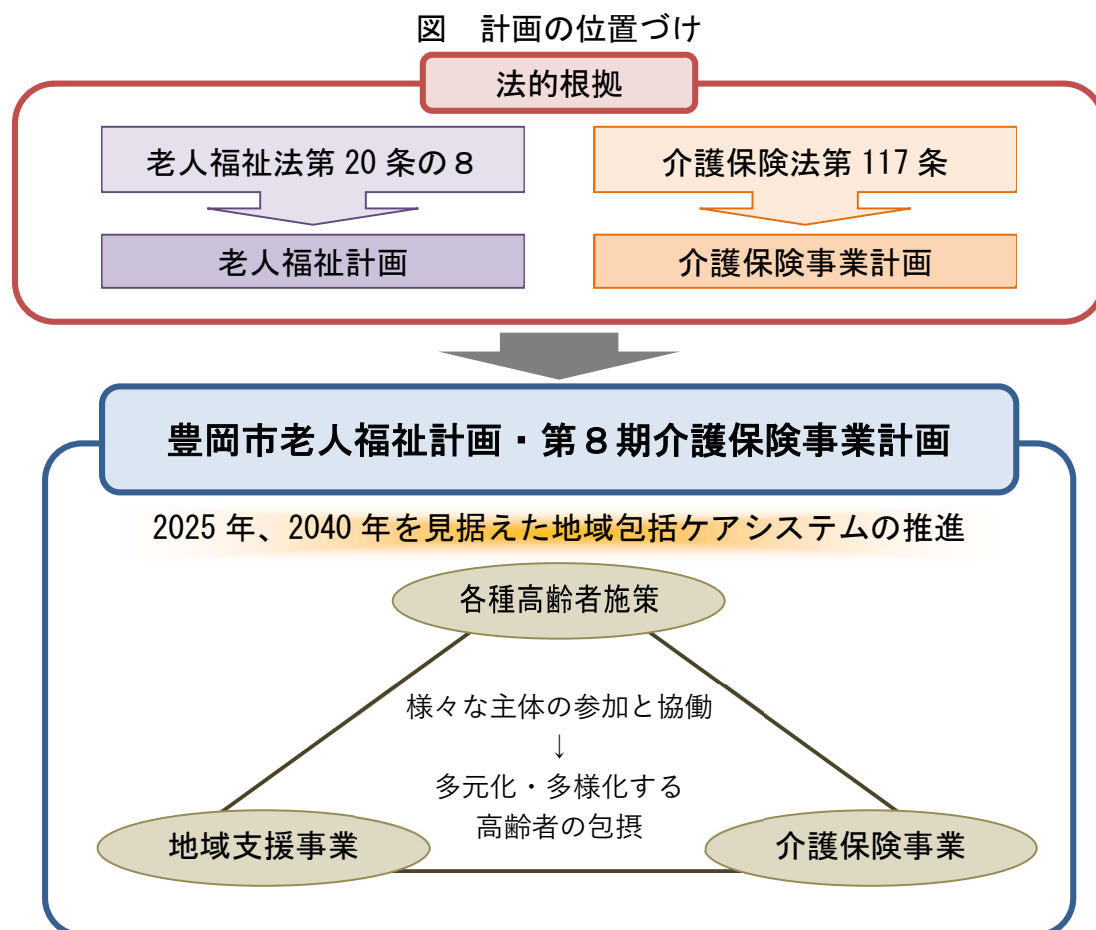 図　計画の位置づけ
法的根拠
老人福祉法第 20 条の８
介護保険法第 117 条
老人福祉計画
介護保険事業計画
豊岡市老人福祉計画・第８期介護保険事業計画
2025 年、2040 年を見据えた地域包括ケアシステムの推進
各種高齢者施策
様々な主体の参加と協働
↓
多元化・多様化する
高齢者の包摂
地域支援事業
介護保険事業